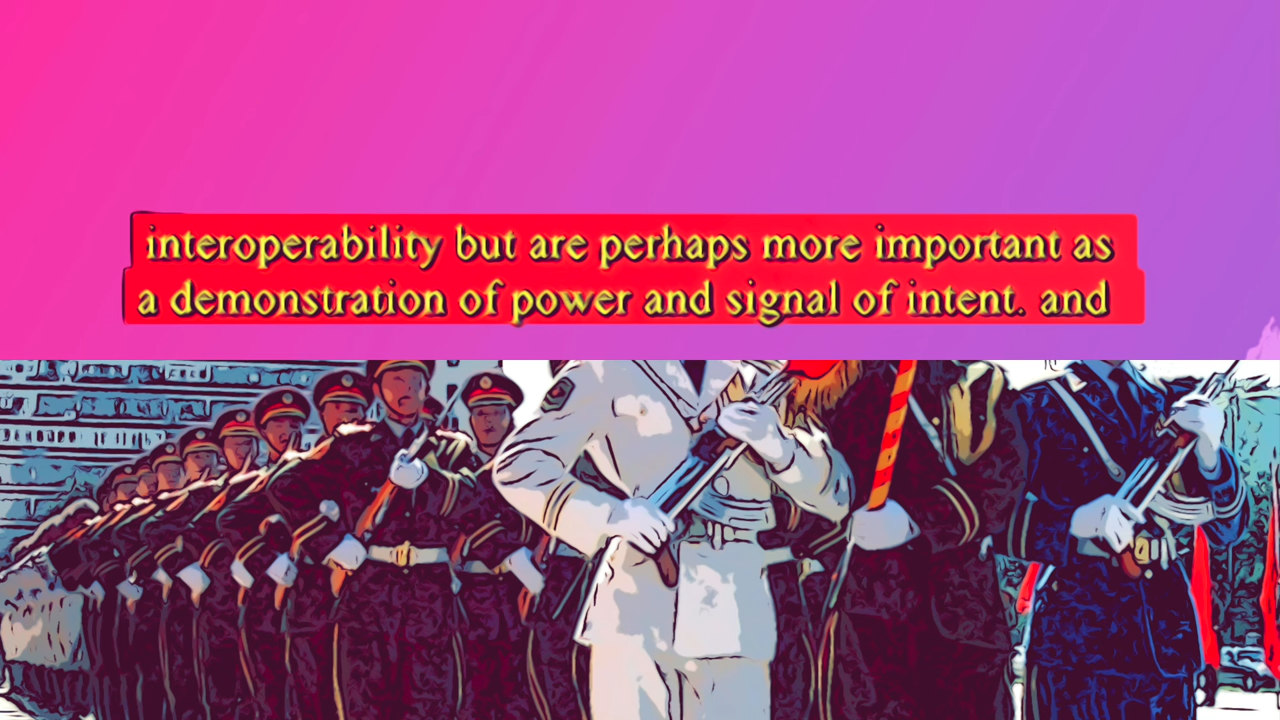 interoperability but are perhaps more important as
a demonstration of power and signal of intent. and